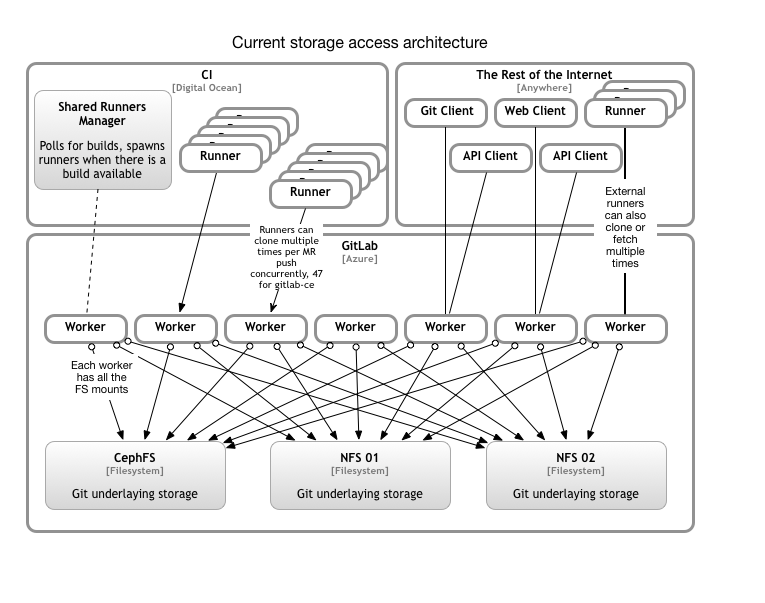 Current storage access architecture
CI
[Digital Ocean]
Shared Runners
Manager
Polls for builds, spawns
runners when there is a
build available
Runner
Runner
Runners can
clone multiple
times per MR
push
concurrently, 47
for gitlab-ce
The Rest of the Internet
[Anywhere]
Git Client
Web Client
Runner
API Client
API Client
External
runners
can also
clone or
fetch
multiple
times
GitLab
[Azure]
Worker
Worker
Worker
Worker
Worker
Worker
Worker
Each worker
has all the
FS mounts
CephFS
[Filesystem]
Git underlaying storage
NFS 01
[Filesystem]
Git underlaying storage
NFS 02
[Filesystem]
Git underlaying storage